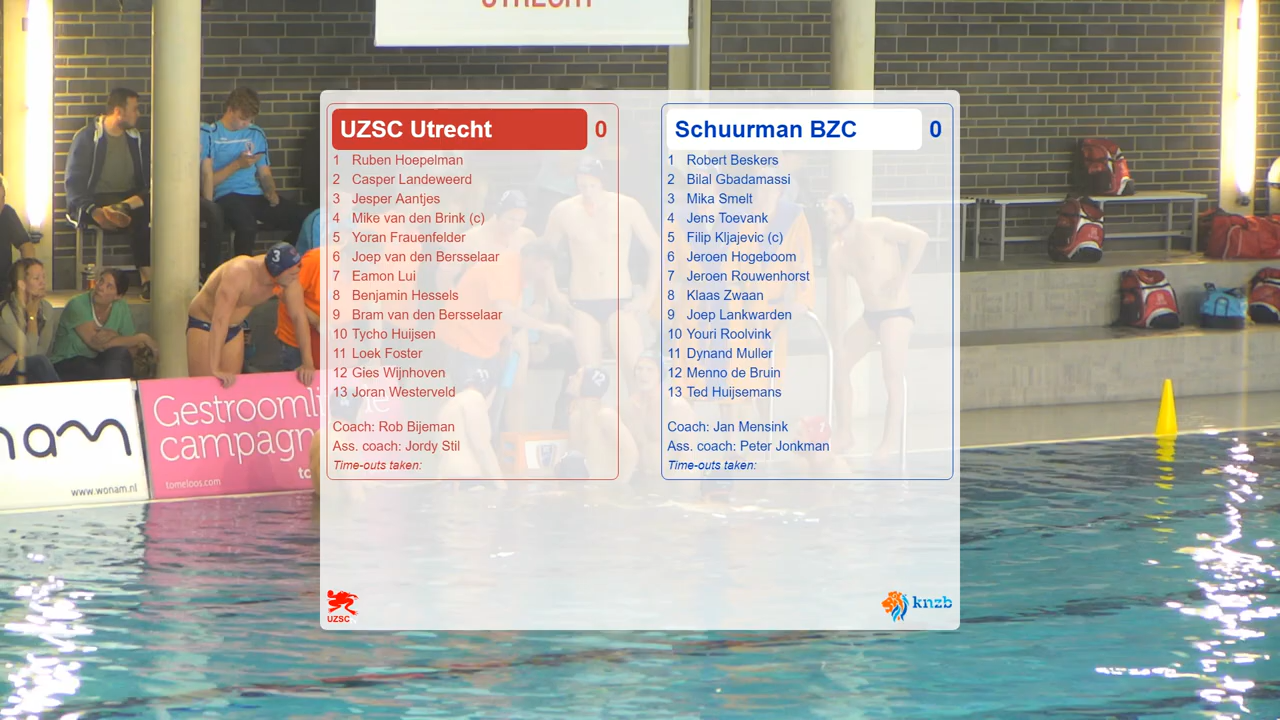 UTRECHT
UZSC Utrecht 0
1 Ruben Hoepelman
2 Casper Landeweerd
3 Jesper Aantjes
4 Mike van den Brink (c)
5 Yoran Frauenfelder
6 Joep van den Bersselaar
7 Eamon Lui
8 Benjamin Hessels
9 Bram van den Bersselaar
10 Tycho Huijsen
11 Loek Foster
12 Gies Wijnhoven
13 Joran Westerveld
Coach: Rob Bijeman
Ass. coach: Jordy Stil
Time-outs taken:
Schuurman BZC 0
1 Robert Beskers
2 Bilal Gbadamassi
3 Mika Smelt
4 Jens Toevank
5 Filip Kljajevic (c)
6 Jeroen Hogeboom
7 Jeroen Rouwenhorst
8 Klaas Zwaan
9 Joep Lankwarden
10 Youri Roolvink
11 Dynand Muller
12 Menno de Bruin
13 Ted Huijsemans
Coach: Jan Mensink
Ass. coach: Peter Jonkman
Time-outs taken:
3
nam
www.wonam.nl
Gestroomli
campagn
tomeloos.com
to
UZSC
knzb